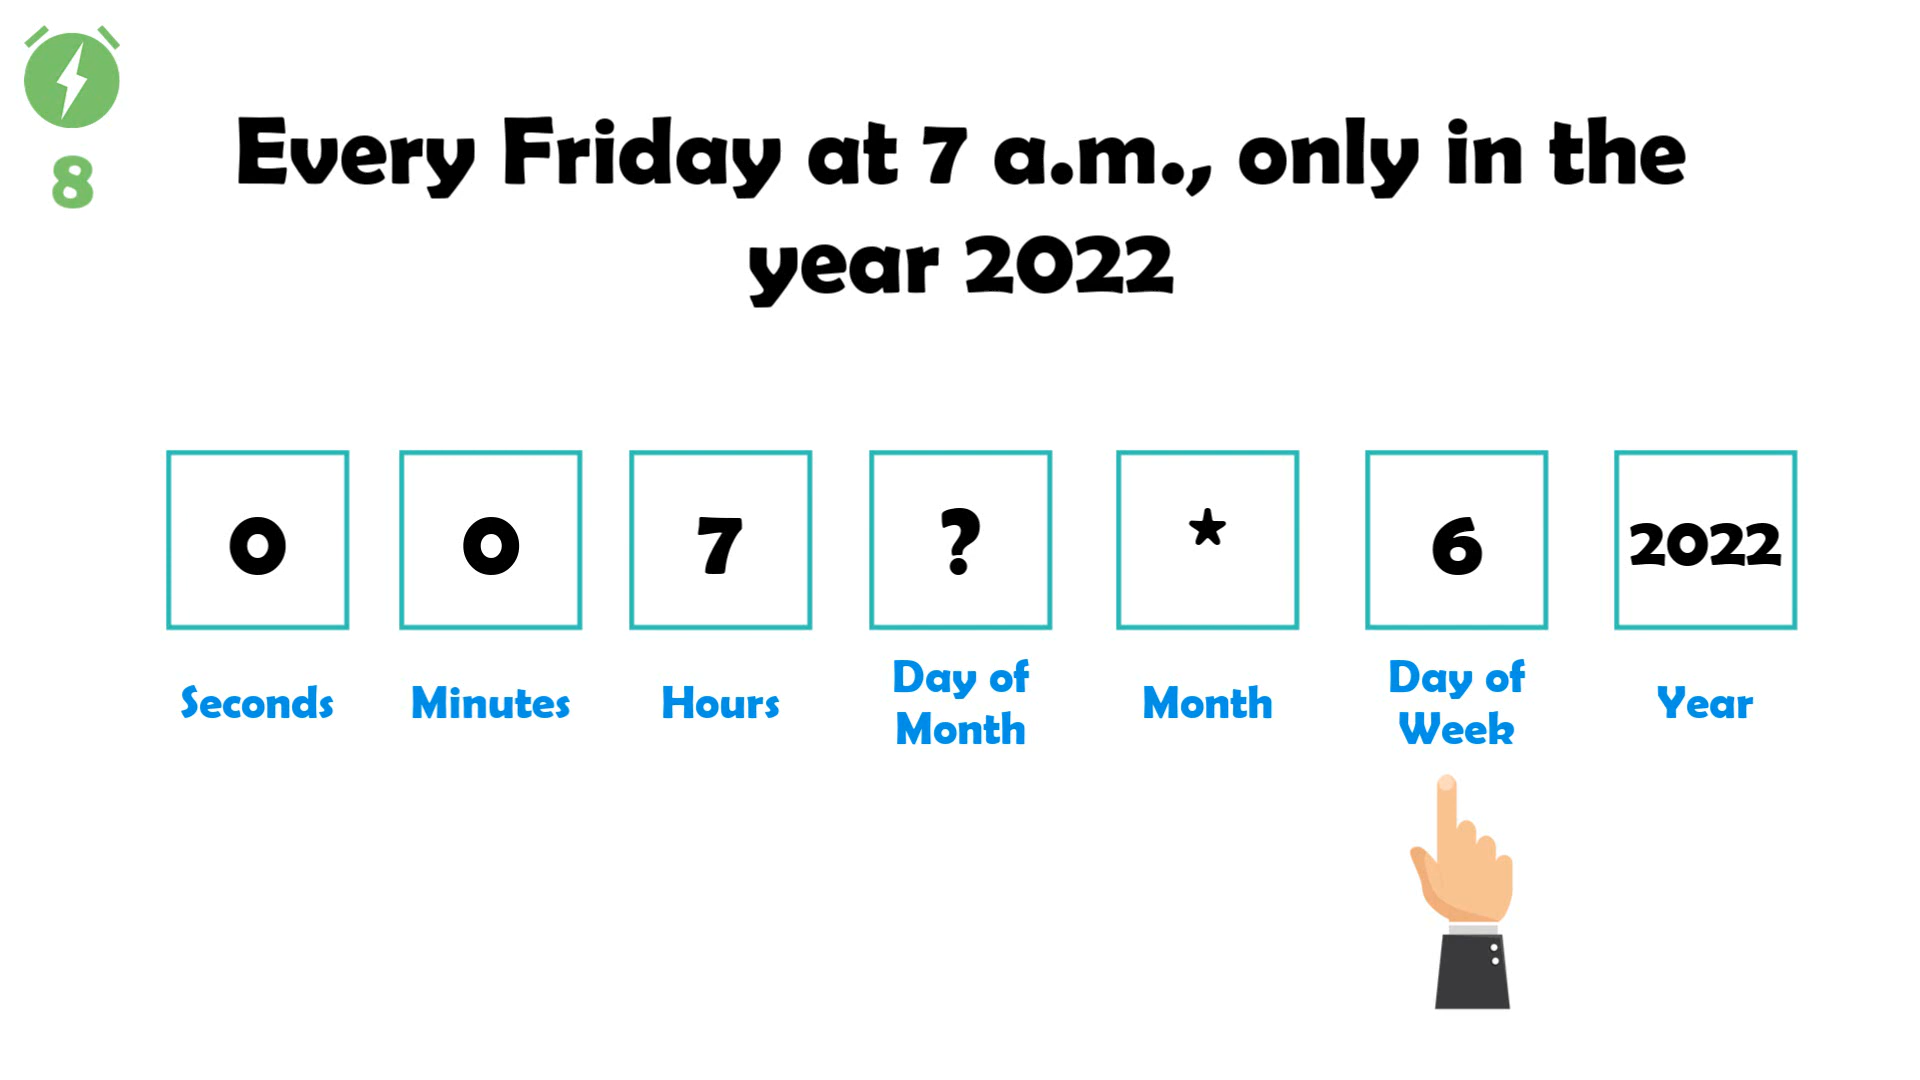 8
Every Friday at 7 a.m., only in the
year 2022
0 0 7 ? * 6 2022
Seconds Minutes Hours Day of Month Month Day of Week Year